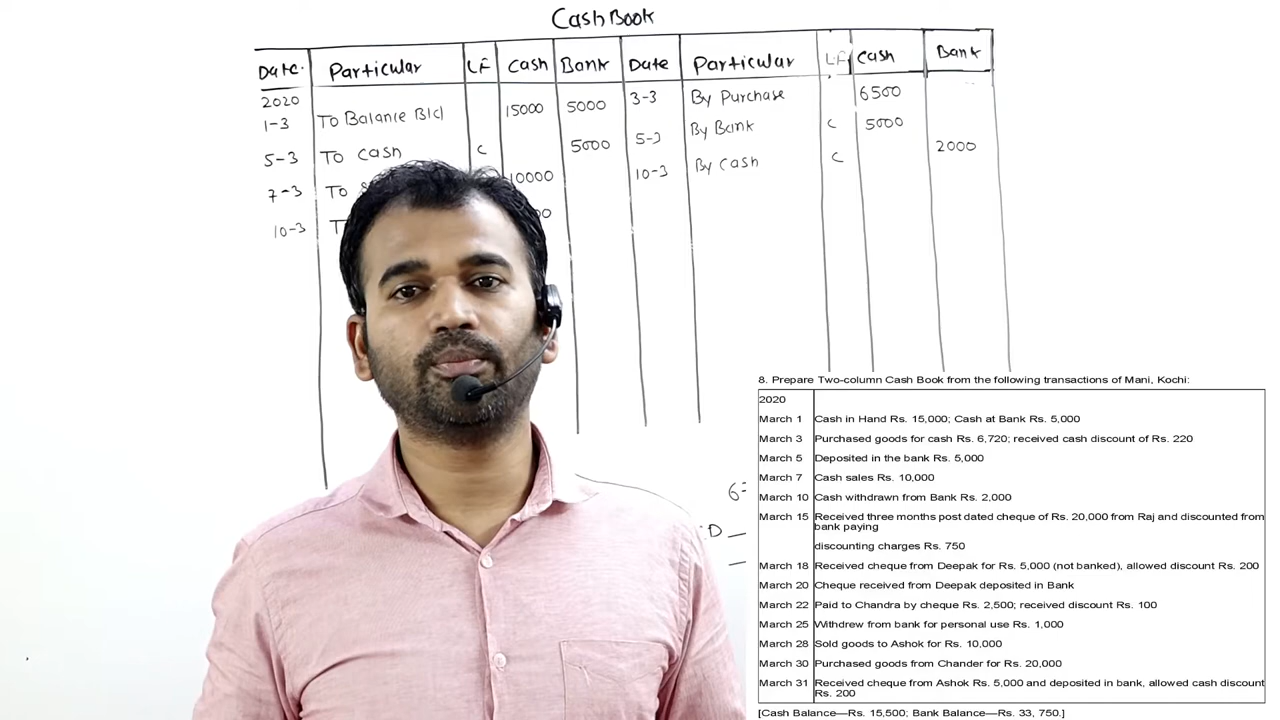 Cash Book
Date. Particular LF Cash Bank Date Particular LF Cash Bank
2020
1-3 To Balance B/d 15000 5000 3-3 By Purchase 6500
5-3 To Cash C 5000 5-3 By Bank C 5000
7-3 To 10000 10-3 By Cash C 2000
10-3
8. Prepare Two-column Cash Book from the following transactions of Mani, Kochi:
2020
March 1 Cash in Hand Rs. 15,000; Cash at Bank Rs. 5,000
March 3 Purchased goods for cash Rs. 6,720; received cash discount of Rs. 220
March 5 Deposited in the bank Rs. 5,000
March 7 Cash sales Rs. 10,000
March 10 Cash withdrawn from Bank Rs. 2,000
March 15 Received three months post dated cheque of Rs. 20,000 from Raj and discounted from
bank paying
discounting charges Rs. 750
March 18 Received cheque from Deepak for Rs. 5,000 (not banked), allowed discount Rs. 200
March 20 Cheque received from Deepak deposited in Bank
March 22 Paid to Chandra by cheque Rs. 2,500; received discount Rs. 100
March 25 Withdrew from bank for personal use Rs. 1,000
March 28 Sold goods to Ashok for Rs. 10,000
March 30 Purchased goods from Chander for Rs. 20,000
March 31 Received cheque from Ashok Rs. 5,000 and deposited in bank, allowed cash discount
Rs. 200
[Cash Balance—Rs. 15,500; Bank Balance—Rs. 33, 750.]